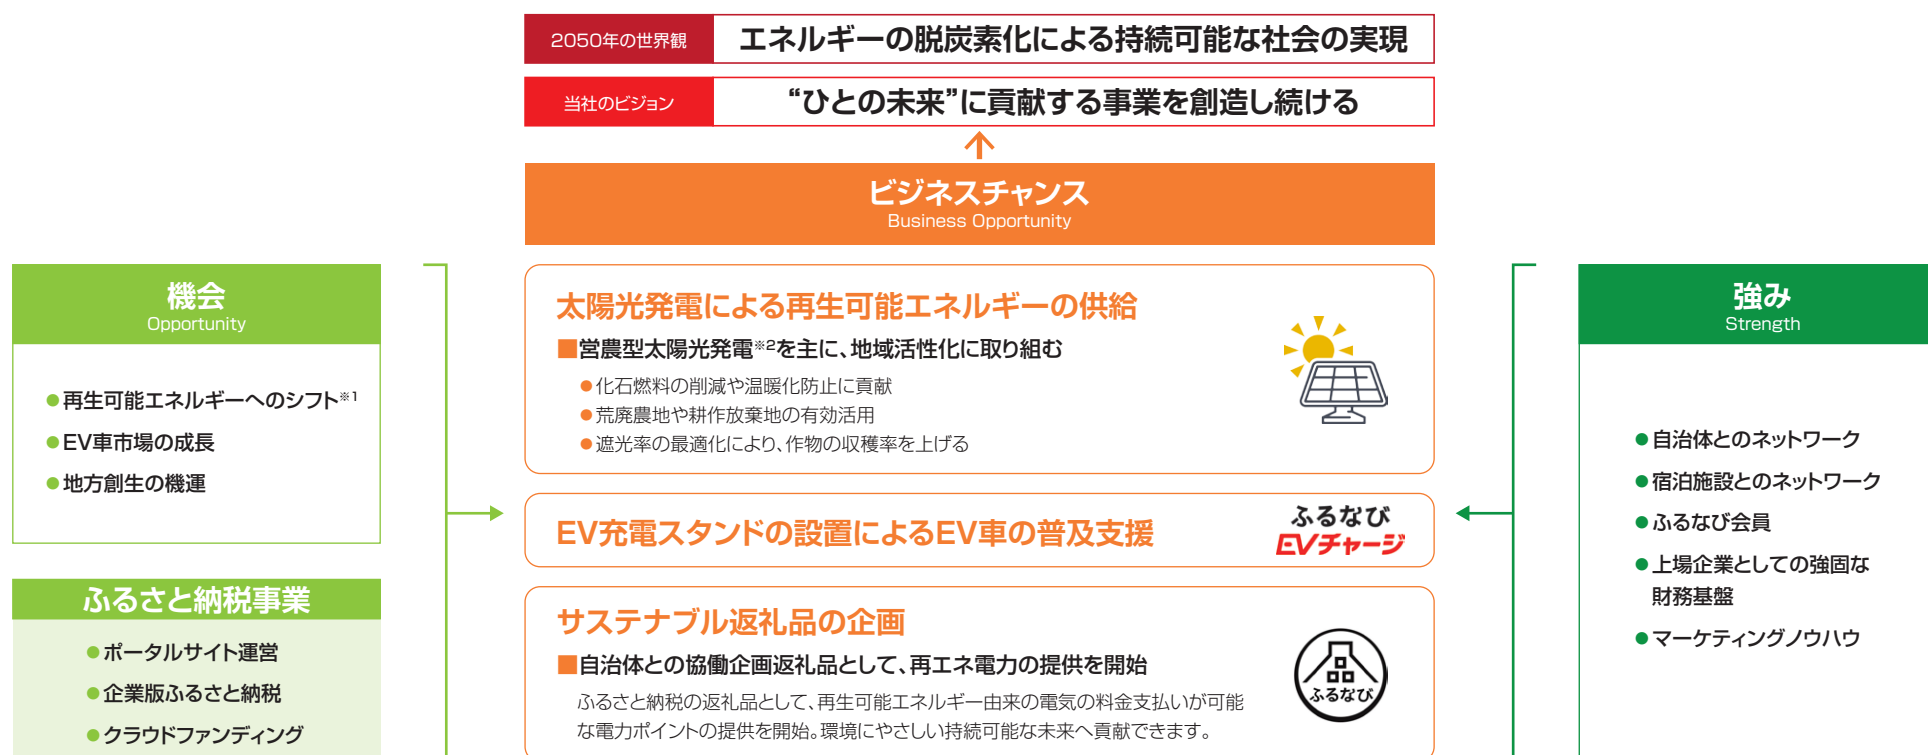 2050年の世界観
エネルギーの脱炭素化による持続可能な社会の実現
当社のビジョン
“ひとの未来”に貢献する事業を創造し続ける
ビジネスチャンス
Business Opportunity
機会
Opportunity
●再生可能エネルギーへのシフト※1
●EV車市場の成長
●地方創生の機運
ふるさと納税事業
●ポータルサイト運営
●企業版ふるさと納税
●クラウドファンディング
太陽光発電による再生可能エネルギーの供給
■営農型太陽光発電※2を主に、地域活性化に取り組む
●化石燃料の削減や温暖化防止に貢献
●荒廃農地や耕作放棄地の有効活用
●遮光率の最適化により、作物の収穫率を上げる
EV充電スタンドの設置によるEV車の普及支援
ふるなび
EVチャージ
サステナブル返礼品の企画
■自治体との協働企画返礼品として、再エネ電力の提供を開始
ふるさと納税の返礼品として、再生可能エネルギー由来の電気の料金支払いが可能
な電力ポイントの提供を開始。環境にやさしい持続可能な未来へ貢献できます。
ふるなび
強み
Strength
●自治体とのネットワーク
●宿泊施設とのネットワーク
●ふるなび会員
●上場企業としての強固な
財務基盤
●マーケティングノウハウ